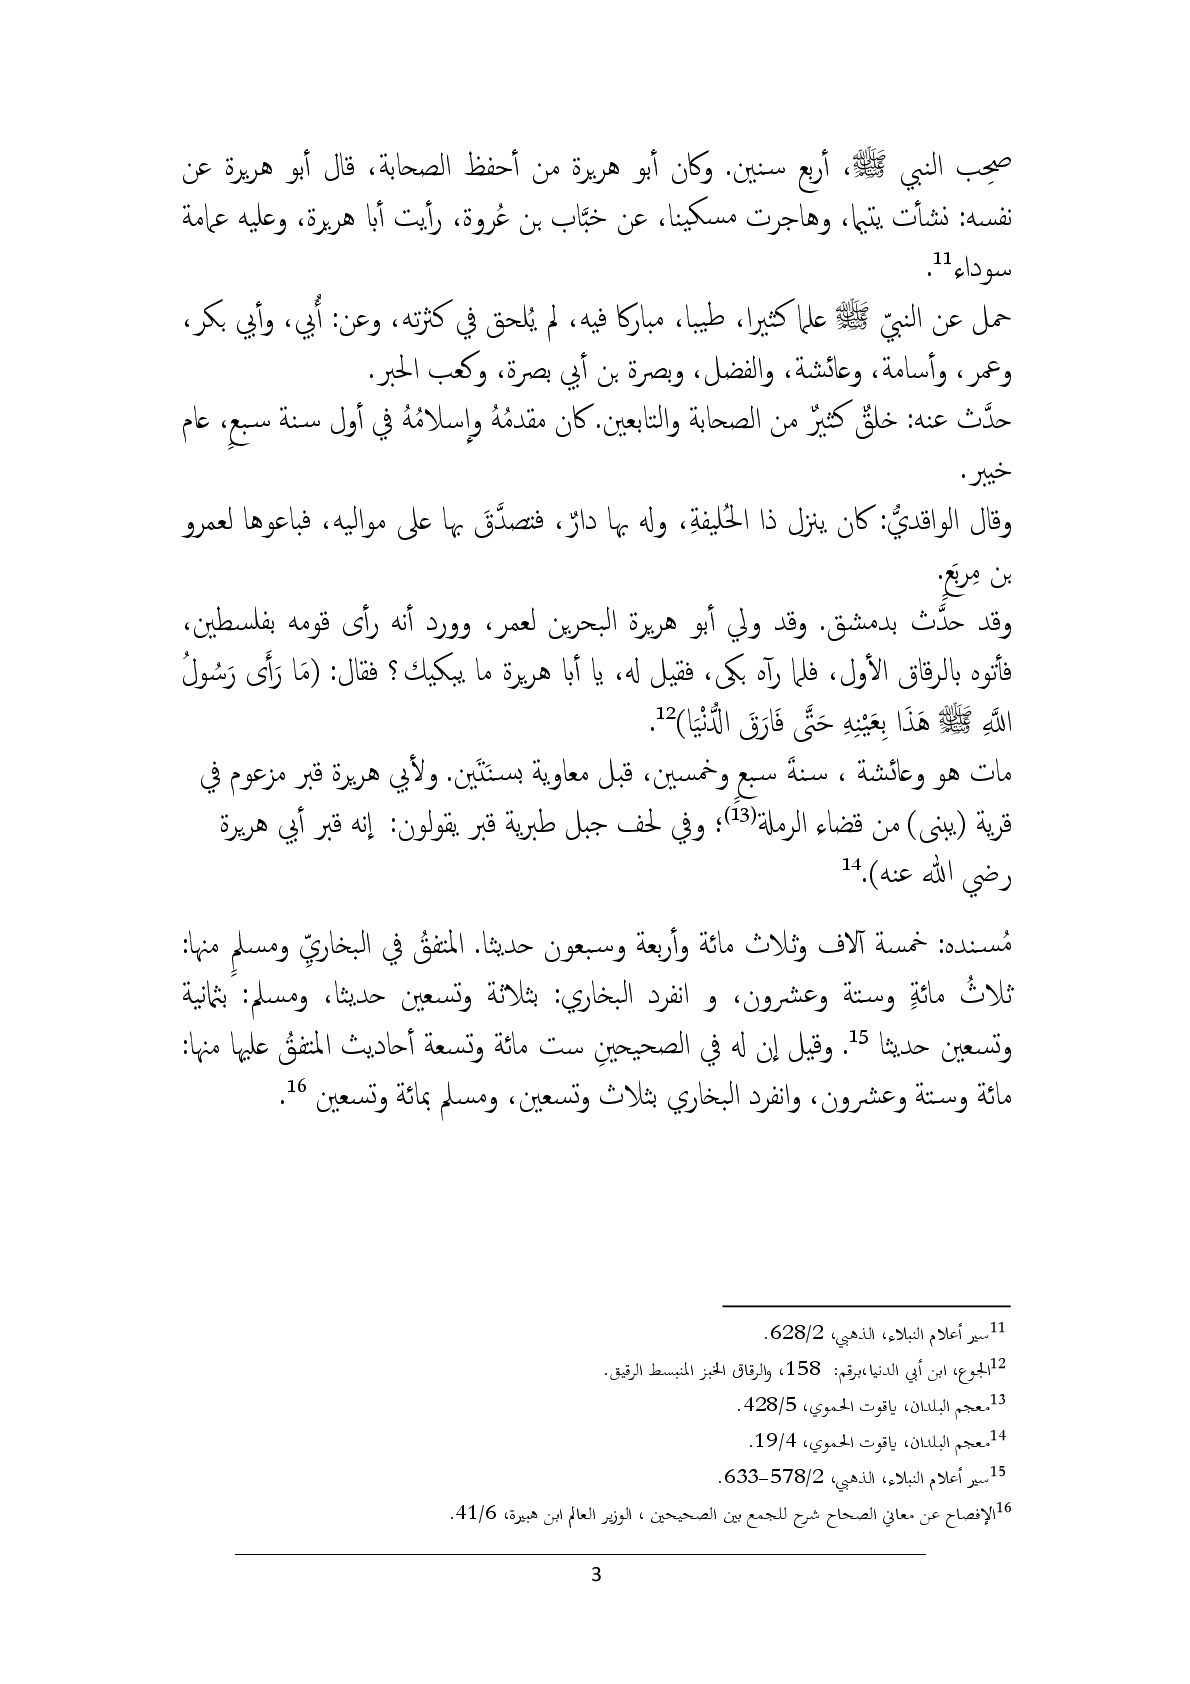 صحِب النبي ﷺ، أربع سنين. وكان أبو هريرة من أحفظ الصحابة، قال أبو هريرة عن
نفسه: نشأت يتيما، وهاجرت مسكينا، عن خبَّاب بن عُروة، رأيت أبا هريرة، وعليه عمامة
سوداء11.
حمل عن النبيّ ﷺ علما كثيرا، طيبا، مباركا فيه، لم يُلحق في كثرته، وعن: أُبي، وأبي بكر،
وعمر، وأسامة، وعائشة، والفضل، وبصرة بن أبي بصرة، وكعب الحبر.
حدَّث عنه: خلقٌ كثيرٌ من الصحابة والتابعين. كان مقدمُهُ وإسلامُهُ في أول سنة سبعٍ، عام
خيبر.
وقال الواقديُّ: كان ينزل ذا الحُليفةِ، وله بها دارٌ، فتصدَّقَ بها على مواليه، فباعوها لعمرو
بن مِربَعٍ.
وقد حدَّث بدمشق. وقد ولي أبو هريرة البحرين لعمر، وورد أنه رأى قومه بفلسطين،
فأتوه بالرقاق الأول، فلما رآه بكى، فقيل له، يا أبا هريرة ما يبكيك؟ فقال: (مَا رَأَى رَسُولُ
اللَّهِ ﷺ هَذَا بِعَيْنِهِ حَتَّى فَارَقَ الدُّنْيَا)12.
مات هو وعائشة ، سنةَ سبعٍ وخمسين، قبل معاوية بسنَتَين. ولأبي هريرة قبر مزعوم في
قرية (يبنى) من قضاء الرملة(13)؛ وفي لحف جبل طبرية قبر يقولون: إنه قبر أبي هريرة
رضي الله عنه).14
مُسنده: خمسة آلاف وثلاث مائة وأربعة وسبعون حديثا. المتفقُ في البخاريِّ ومسلمٍ منها:
ثلاثُ مائةٍ وستة وعشرون، و انفرد البخاري: بثلاثة وتسعين حديثا، ومسلم: بثمانية
وتسعين حديثا 15. وقيل إن له في الصحيحينِ ست مائة وتسعة أحاديث المتفقُ عليها منها:
مائة وستة وعشرون، وانفرد البخاري بثلاث وتسعين، ومسلم بمائة وتسعين 16.
11سير أعلام النبلاء، الذهبي، 628/2.
12الجوع، ابن أبي الدنيا،برقم: 158، والرقاق الخبز المنبسط الرقيق.
13معجم البلدان، ياقوت الحموي، 428/5.
14معجم البلدان، ياقوت الحموي، 19/4.
15سير أعلام النبلاء، الذهبي، 578/2–633.
16الإفصاح عن معاني الصحاح شرح للجمع بين الصحيحين ، الوزير العالم ابن هبيرة، 41/6.
3